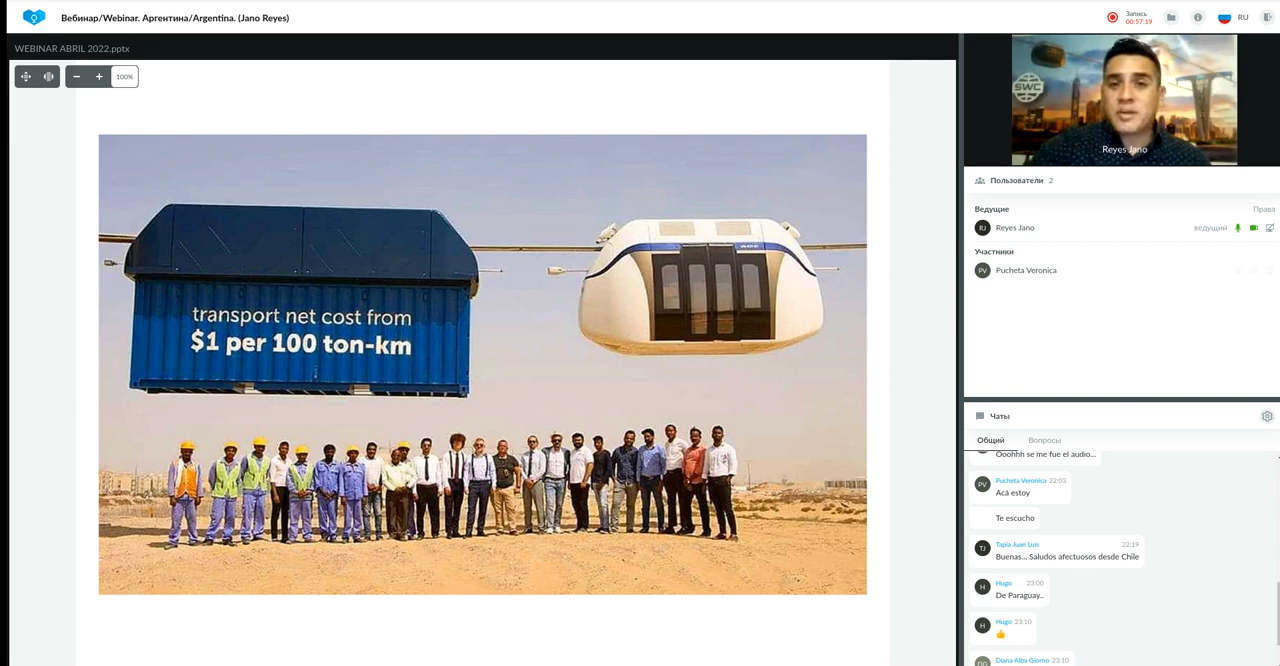 Вебинар/Webinar. Аргентина/Argentina. (Jano Reyes)
Запись
00:57:19
RU
WEBINAR ABRIL 2022.pptx
100%
transport net cost from
$1 per 100 ton-km
SWC
Reyes Jano
Пользователи 2
Ведущие
Права
RJ
Reyes Jano
ведущий
Участники
PV
Pucheta Veronica
Чаты
Общий
Вопросы
Ooohhh se me fue el audio...
PV
Pucheta Veronica 22:03
Acá estoy
Te escucho
TJ
Tapia Juan Luis 22:19
Buenas... Saludos afectuosos desde Chile
H
Hugo 23:00
De Paraguay..
H
Hugo 23:10
👍
DG
Diana Alba Giorno 23:10